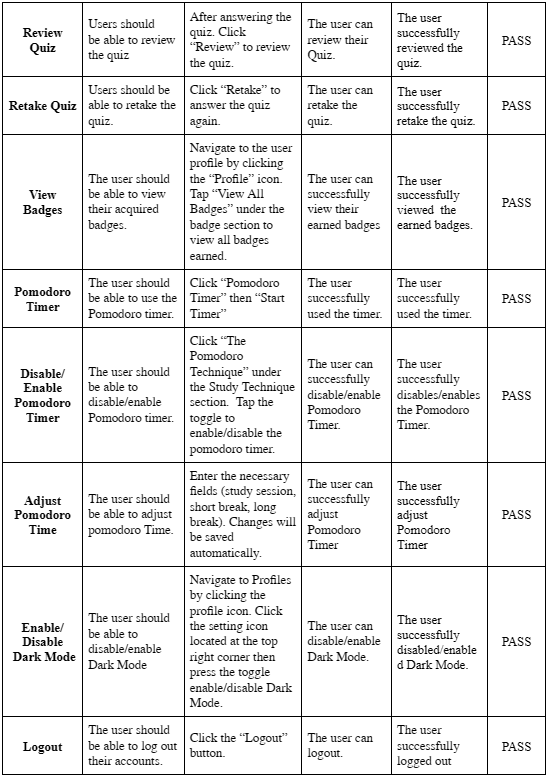 Review
Quiz
Users should
be able to review
the quiz
After answering the
quiz. Click
“Review” to review
the quiz.
The user can
review their
Quiz.
The user
successfully
reviewed the
quiz.
PASS
Retake Quiz
Users should be
able to retake the
quiz.
Click “Retake” to
answer the quiz
again.
The user can
retake the
quiz.
The user
successfully
retake the quiz.
PASS
View
Badges
The user should
be able to view
their acquired
badges.
Navigate to the user
profile by clicking
the “Profile” icon.
Tap “View All
Badges” under the
badge section to
view all badges
earned.
The user can
successfully
view their
earned badges
The user
successfully
viewed the
earned badges.
PASS
Pomodoro
Timer
The user should
be able to use the
Pomodoro timer.
Click “Pomodoro
Timer” then “Start
Timer”
The user
successfully
used the timer.
The user
successfully
used the timer.
PASS
Disable/
Enable
Pomodoro
Timer
The user should
be able to
disable/enable
Pomodoro timer.
Click “The
Pomodoro
Technique” under
the Study Technique
section. Tap the
toggle to
enable/disable the
pomodoro timer.
The user can
successfully
disable/enable
Pomodoro
Timer.
The user
successfully
disables/enables
the Pomodoro
Timer.
PASS
Adjust
Pomodoro
Time
The user should
be able to adjust
pomodoro Time.
Enter the necessary
fields (study session,
short break, long
break). Changes will
be saved
automatically.
The user can
successfully
adjust
Pomodoro
Timer
The user
successfully
adjust
Pomodoro
Timer
PASS
Enable/
Disable
Dark Mode
The user should
be able to
disable/enable
Dark Mode
Navigate to Profiles
by clicking the
profile icon. Click
the setting icon
located at the top
right corner then
press the toggle
enable/disable Dark
Mode.
The user can
disable/enable
Dark Mode.
The user
successfully
disabled/enable
d Dark Mode.
PASS
Logout
The user should
be able to log out
their accounts.
Click the “Logout”
button.
The user can
logout.
The user
successfully
logged out
PASS